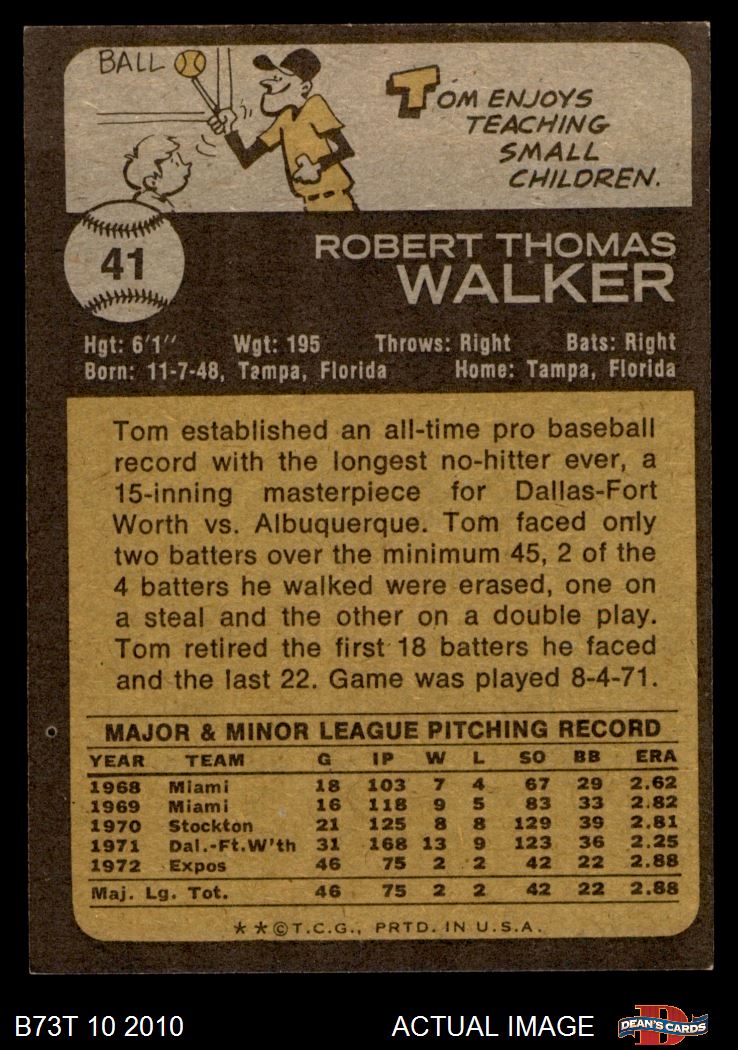 BALL
TOM ENJOYS
TEACHING
SMALL
CHILDREN.
41
ROBERT THOMAS
WALKER
Hgt: 6'1" Wgt: 195 Throws: Right Bats: Right
Born: 11-7-48, Tampa, Florida Home: Tampa, Florida
Tom established an all-time pro baseball
record with the longest no-hitter ever, a
15-inning masterpiece for Dallas-Fort
Worth vs. Albuquerque. Tom faced only
two batters over the minimum 45, 2 of the
4 batters he walked were erased, one on
a steal and the other on a double play.
Tom retired the first 18 batters he faced
and the last 22. Game was played 8-4-71.
MAJOR & MINOR LEAGUE PITCHING RECORD
YEAR TEAM G IP W L SO BB ERA
1968 Miami 18 103 7 4 67 29 2.62
1969 Miami 16 118 9 5 83 33 2.82
1970 Stockton 21 125 8 8 129 39 2.81
1971 Dal.-Ft.W'th 31 168 13 9 123 36 2.25
1972 Expos 46 75 2 2 42 22 2.88
Maj. Lg. Tot. 46 75 2 2 42 22 2.88
**©T.C.G., PRTD. IN U.S.A.
B73T 10 2010 ACTUAL IMAGE DEAN'S CARDS